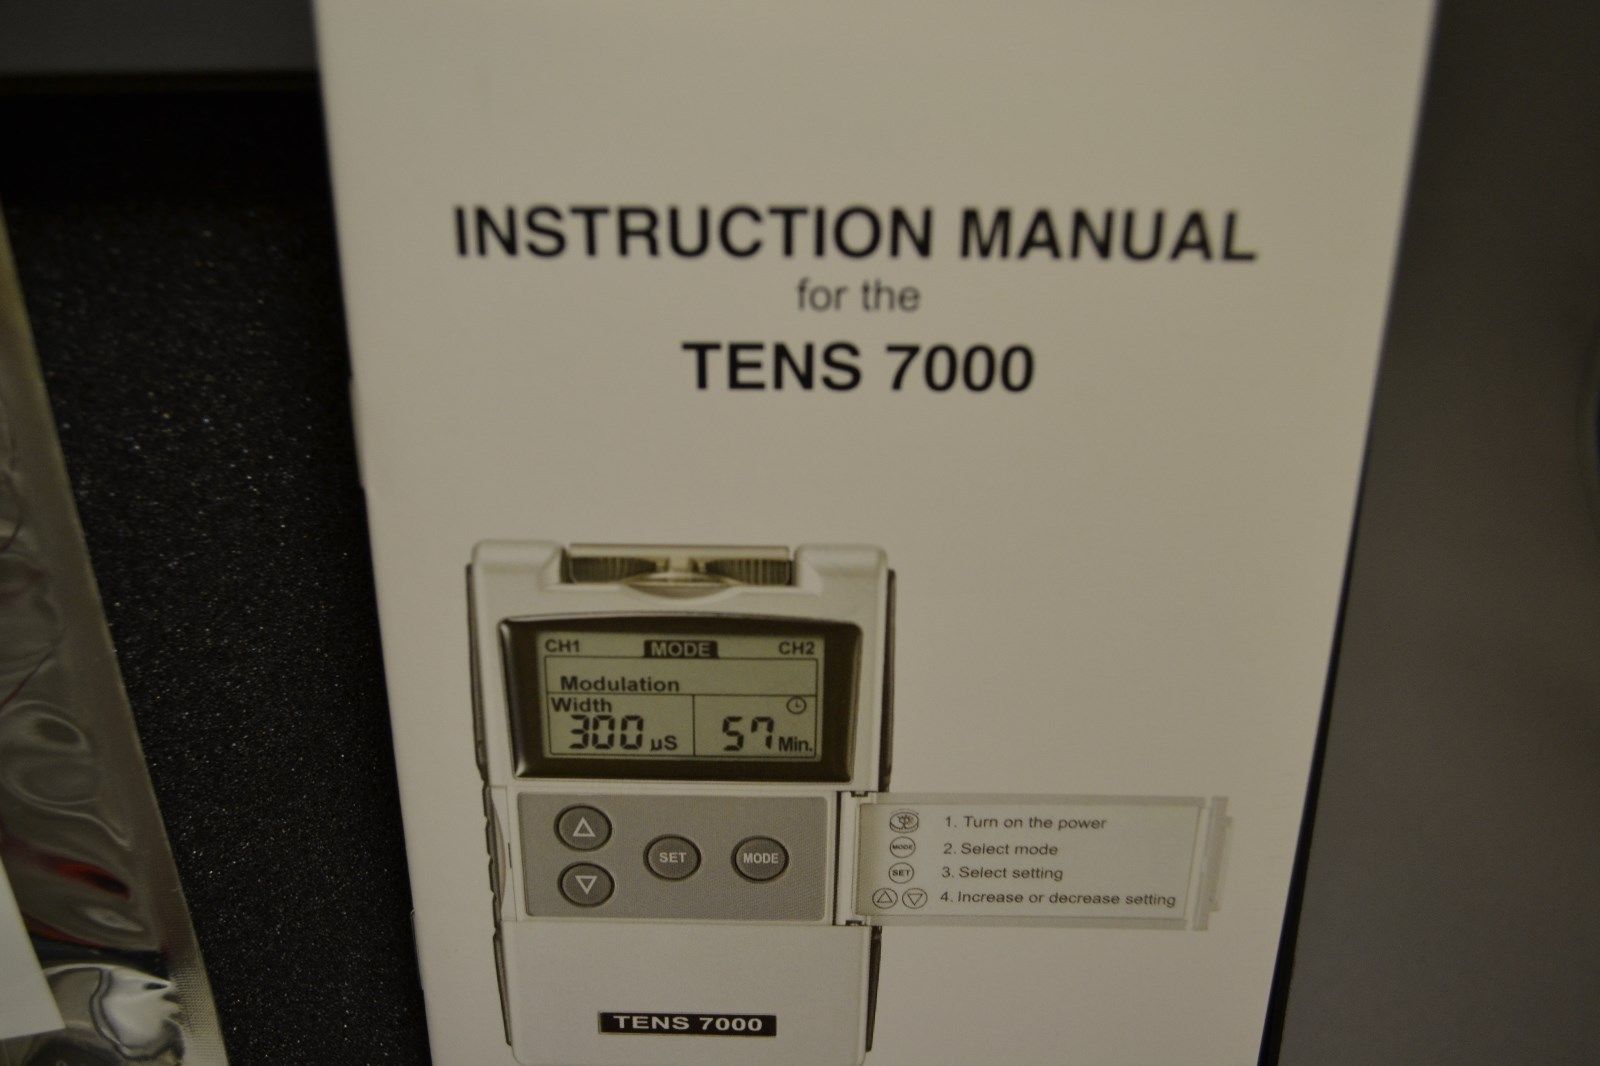 INSTRUCTION MANUAL
for the
TENS 7000
CH1 MODE CH2
Modulation
Width
300 µS 57 Min.
SET MODE
1. Turn on the power
MODE 2. Select mode
SET 3. Select setting
4. Increase or decrease setting
TENS 7000